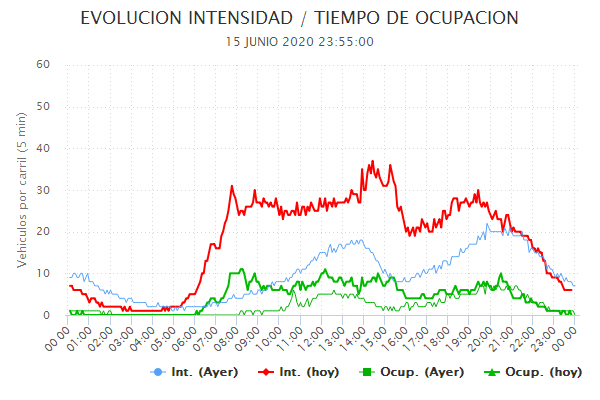 EVOLUCION INTENSIDAD / TIEMPO DE OCUPACION
15 JUNIO 2020 23:55:00
Vehiculos por carril (5 min)
60
50
40
30
20
10
0
00:00 01:00 02:00 03:00 04:00 05:00 06:00 07:00 08:00 09:00 10:00 11:00 12:00 13:00 14:00 15:00 16:00 17:00 18:00 19:00 20:00 21:00 22:00 23:00 00:00
Int. (Ayer) Int. (hoy) Ocup. (Ayer) Ocup. (hoy)